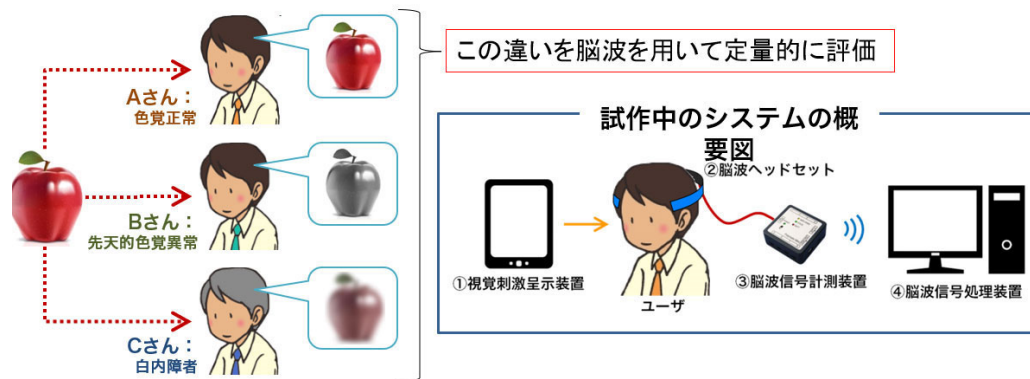 この違いを脳波を用いて定量的に評価
Aさん：
色覚正常
Bさん：
先天的色覚異常
Cさん：
白内障者
試作中のシステムの概
要図
②脳波ヘッドセット
①視覚刺激呈示装置
ユーザ
③脳波信号計測装置
④脳波信号処理装置